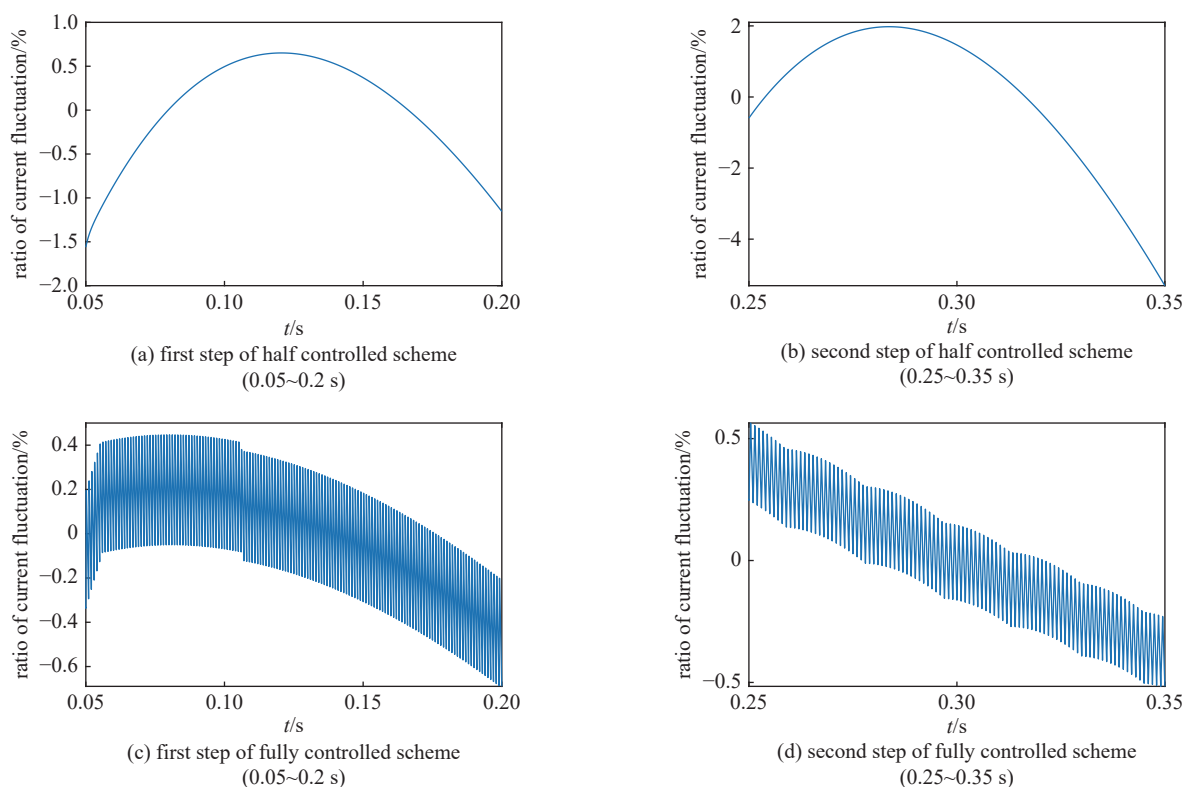 ratio of current fluctuation/%
1.0
0.5
0
−0.5
−1.0
−1.5
−2.0
0.05
0.10
0.15
0.20
t/s
(a) first step of half controlled scheme
(0.05~0.2 s)
ratio of current fluctuation/%
2
0
−2
−4
0.25
0.30
0.35
t/s
(b) second step of half controlled scheme
(0.25~0.35 s)
ratio of current fluctuation/%
0.4
0.2
0
−0.2
−0.4
−0.6
0.05
0.10
0.15
0.20
t/s
(c) first step of fully controlled scheme
(0.05~0.2 s)
ratio of current fluctuation/%
0.5
0
−0.5
0.25
0.30
0.35
t/s
(d) second step of fully controlled scheme
(0.25~0.35 s)